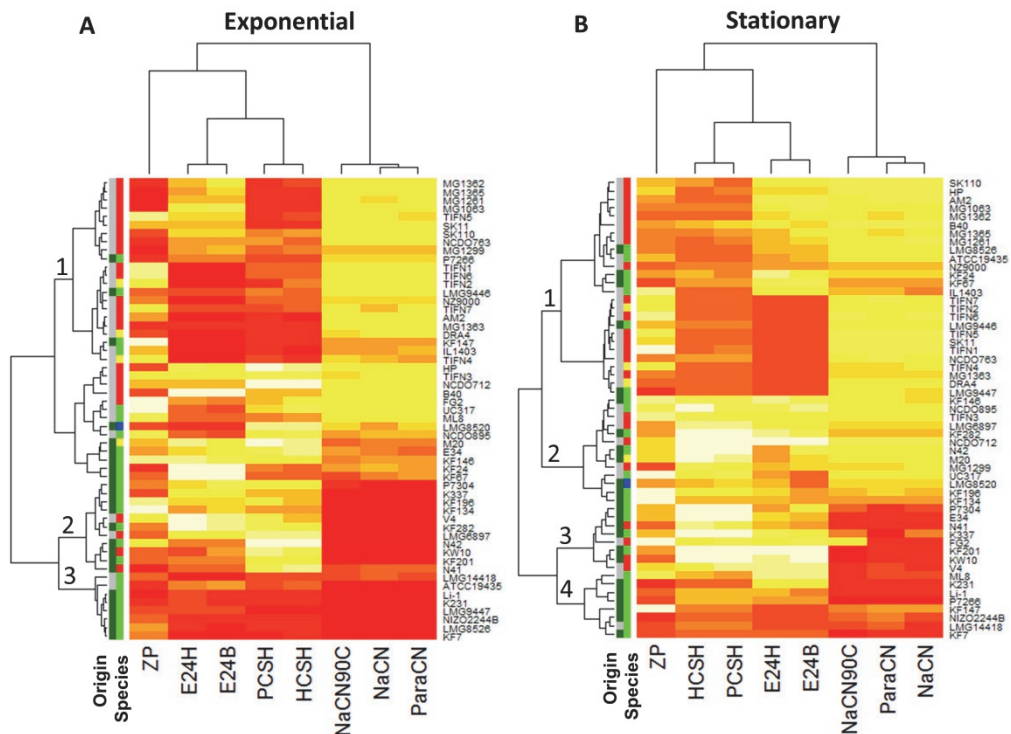 A
Exponential
1
2
3
MG1362
MG1365
MG1261
MG1063
TIFN5
SK11
SK110
NCDO763
MG1299
P7266
TIFN1
TIFN6
TIFN2
LMG9446
NZ9000
TIFN7
AM2
MG1363
DRA4
KF147
IL1403
TIFN4
HP
TIFN3
NCDO712
B40
FG2
UC317
ML8
LMG8520
NCDO895
M20
E34
KF146
KF24
KF67
P7304
K337
KF196
KF134
V4
KF282
LMG6897
N42
KW10
KF201
N41
LMG14418
ATCC19435
Li-1
K231
LMG9447
NIZO2244B
LMG8526
KF7
Origin
Species
ZP
E24H
E24B
PCSH
HCSH
NaCN90C
NaCN
ParaCN
B
Stationary
1
2
3
4
SK110
HP
AM2
MG1063
MG1362
B40
MG1365
MG1261
LMG8526
ATCC19435
NZ9000
KF24
KF67
IL1403
TIFN7
TIFN2
TIFN6
LMG9446
TIFN5
SK11
TIFN1
NCDO763
TIFN4
MG1363
DRA4
LMG9447
KF146
NCDO895
TIFN3
LMG6897
KF282
NCDO712
N42
M20
MG1299
UC317
LMG8520
KF196
KF134
P7304
E34
N41
K337
FG2
KF201
KW10
V4
ML8
K231
Li-1
P7266
KF147
NIZO2244B
LMG14418
KF7
Origin
Species
ZP
HCSH
PCSH
E24H
E24B
NaCN90C
ParaCN
NaCN